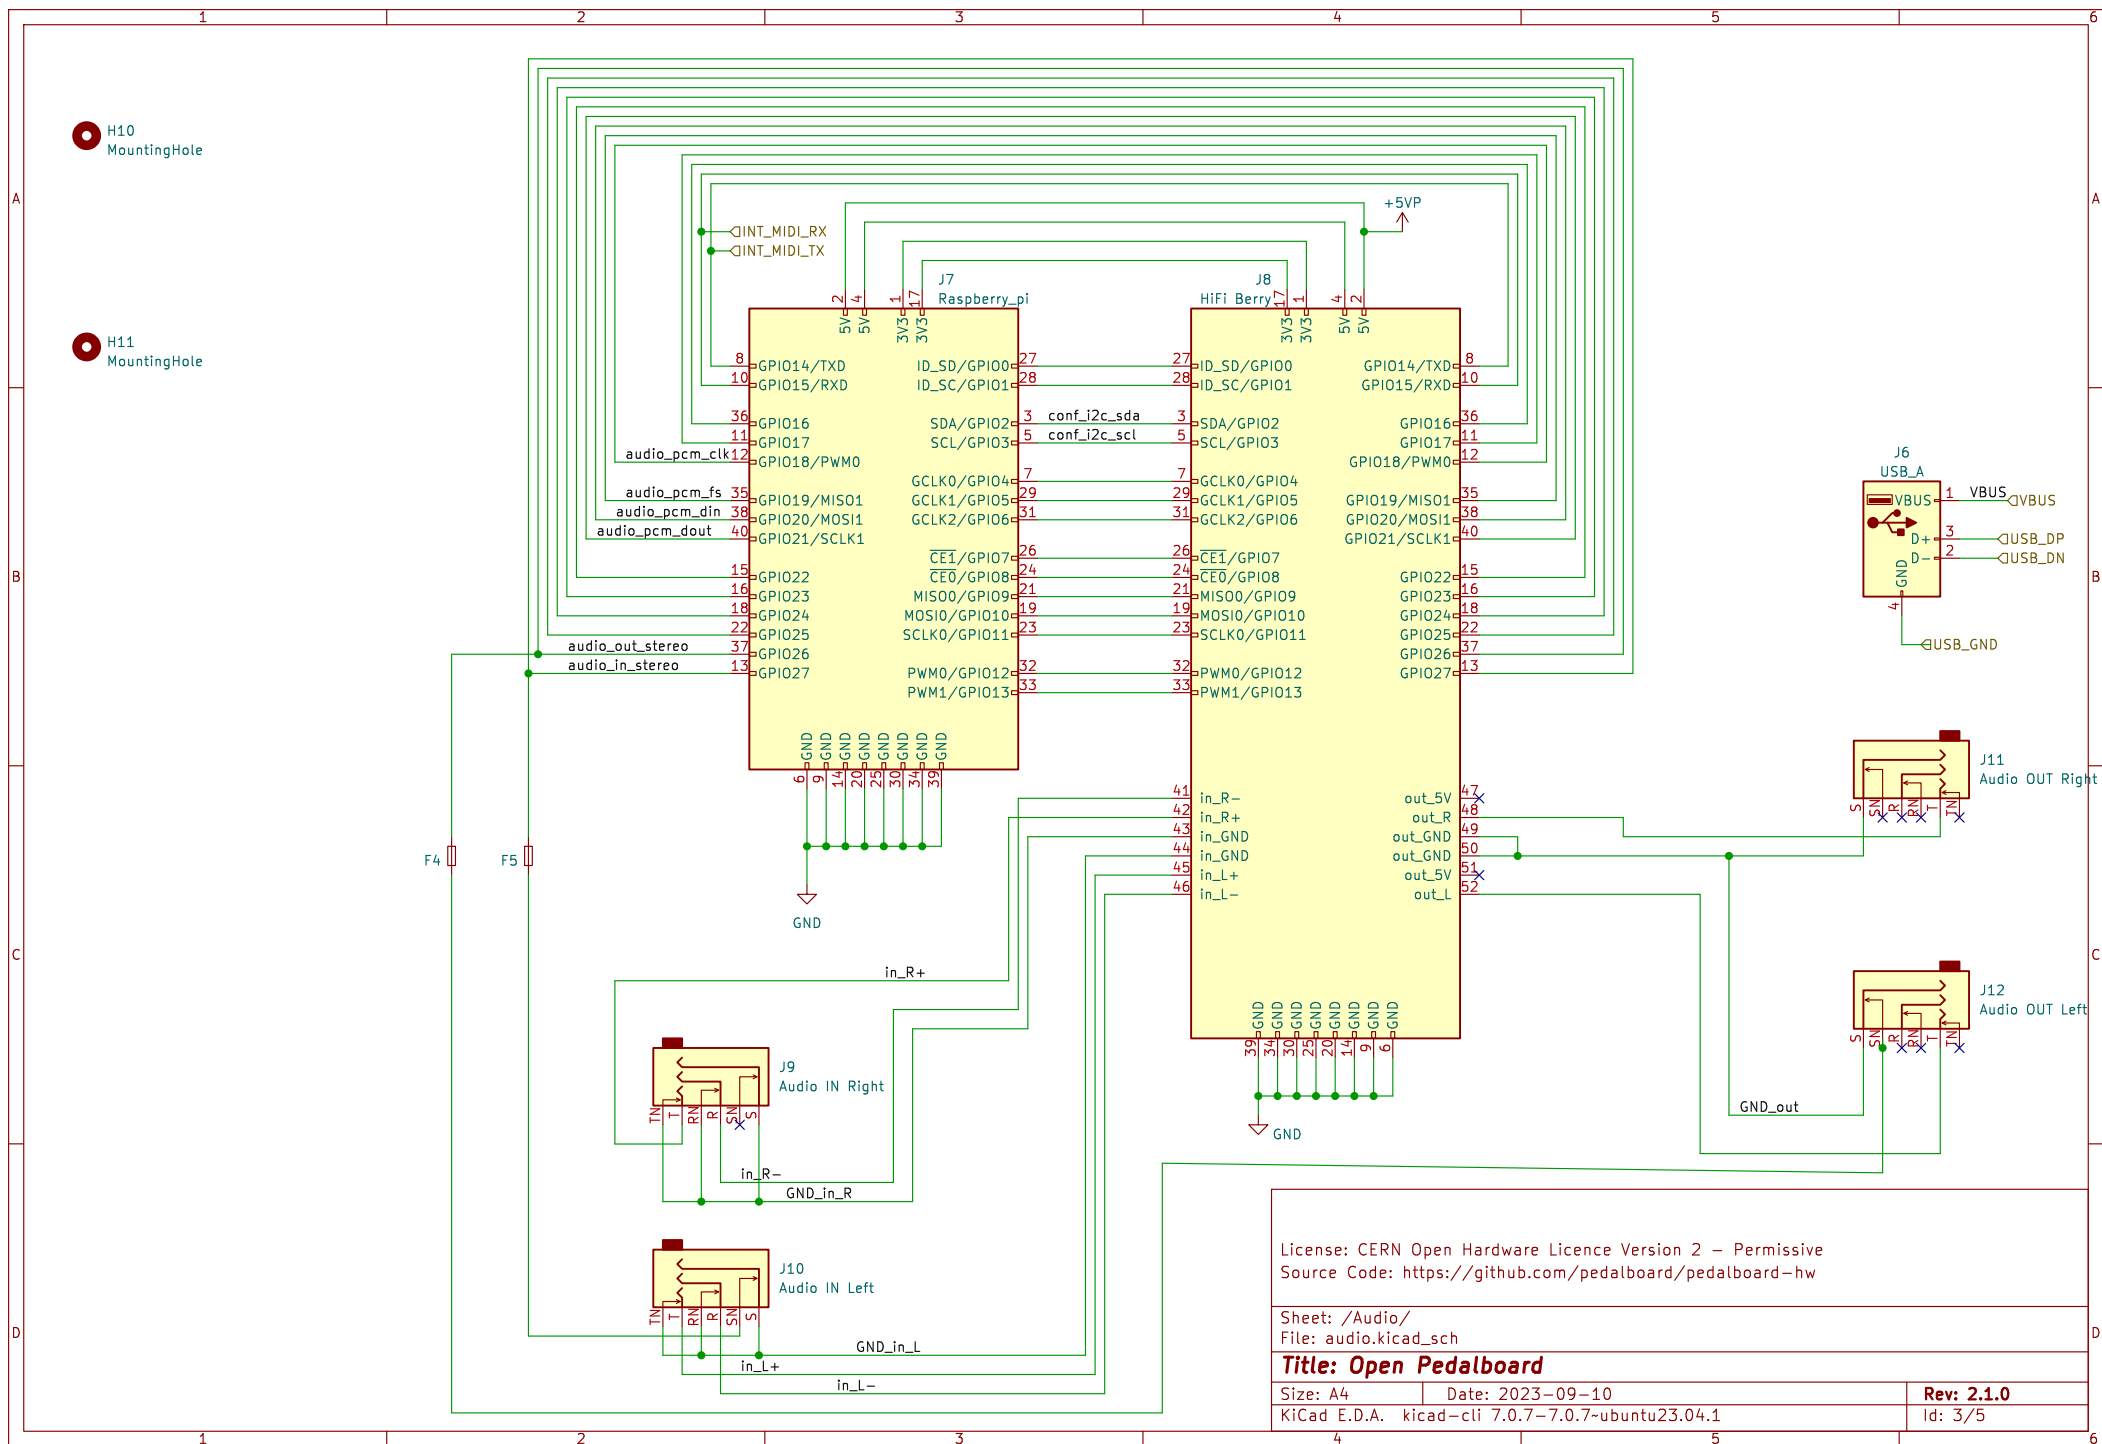 1 2 3 4 5 6
A
B
C
D
A
B
C
D
1 2 3 4 5 6
H10
MountingHole
H11
MountingHole
INT_MIDI_RX
INT_MIDI_TX
+5VP
J7
Raspberry_pi
2 4 1 17
5V 5V 3V3 3V3
8 GPIO14/TXD
10 GPIO15/RXD
36 GPIO16
11 GPIO17
audio_pcm_clk 12 GPIO18/PWM0
audio_pcm_fs 35 GPIO19/MISO1
audio_pcm_din 38 GPIO20/MOSI1
audio_pcm_dout 40 GPIO21/SCLK1
15 GPIO22
16 GPIO23
18 GPIO24
22 GPIO25
audio_out_stereo 37 GPIO26
audio_in_stereo 13 GPIO27
ID_SD/GPIO0 27
ID_SC/GPIO1 28
SDA/GPIO2 3 conf_i2c_sda
SCL/GPIO3 5 conf_i2c_scl
GCLK0/GPIO4 7
GCLK1/GPIO5 29
GCLK2/GPIO6 31
CE1/GPIO7 26
CE0/GPIO8 24
MISO0/GPIO9 21
MOSI0/GPIO10 19
SCLK0/GPIO11 23
PWM0/GPIO12 32
PWM1/GPIO13 33
GND GND GND GND GND GND GND GND
6 9 14 20 25 30 34 39
GND
J8
HiFi Berry
17 1 4 2
3V3 3V3 5V 5V
27 ID_SD/GPIO0
28 ID_SC/GPIO1
3 SDA/GPIO2
5 SCL/GPIO3
7 GCLK0/GPIO4
29 GCLK1/GPIO5
31 GCLK2/GPIO6
26 CE1/GPIO7
24 CE0/GPIO8
21 MISO0/GPIO9
19 MOSI0/GPIO10
23 SCLK0/GPIO11
32 PWM0/GPIO12
33 PWM1/GPIO13
41 in_R-
42 in_R+
43 in_GND
44 in_GND
45 in_L+
46 in_L-
GPIO14/TXD 8
GPIO15/RXD 10
GPIO16 36
GPIO17 11
GPIO18/PWM0 12
GPIO19/MISO1 35
GPIO20/MOSI1 38
GPIO21/SCLK1 40
GPIO22 15
GPIO23 16
GPIO24 18
GPIO25 22
GPIO26 37
GPIO27 13
out_5V 47
out_R 48
out_GND 49
out_GND 50
out_5V 51
out_L 52
GND GND GND GND GND GND GND GND
39 34 30 25 20 14 9 6
GND
J6
USB_A
VBUS 1 VBUS VBUS
D+ 3 USB_DP
D- 2 USB_DN
GND
4
USB_GND
J11
Audio OUT Right
S SN R RN T TN
J12
Audio OUT Left
S SN R RN T TN
GND_out
F4 F5
in_R+
J9
Audio IN Right
TN T RN R SN S
in_R-
GND_in_R
J10
Audio IN Left
TN T RN R SN S
GND_in_L
in_L+
in_L-
License: CERN Open Hardware Licence Version 2 - Permissive
Source Code: https://github.com/pedalboard/pedalboard-hw
Sheet: /Audio/
File: audio.kicad_sch
Title: Open Pedalboard
Size: A4 Date: 2023-09-10 Rev: 2.1.0
KiCad E.D.A. kicad-cli 7.0.7-7.0.7~ubuntu23.04.1 Id: 3/5